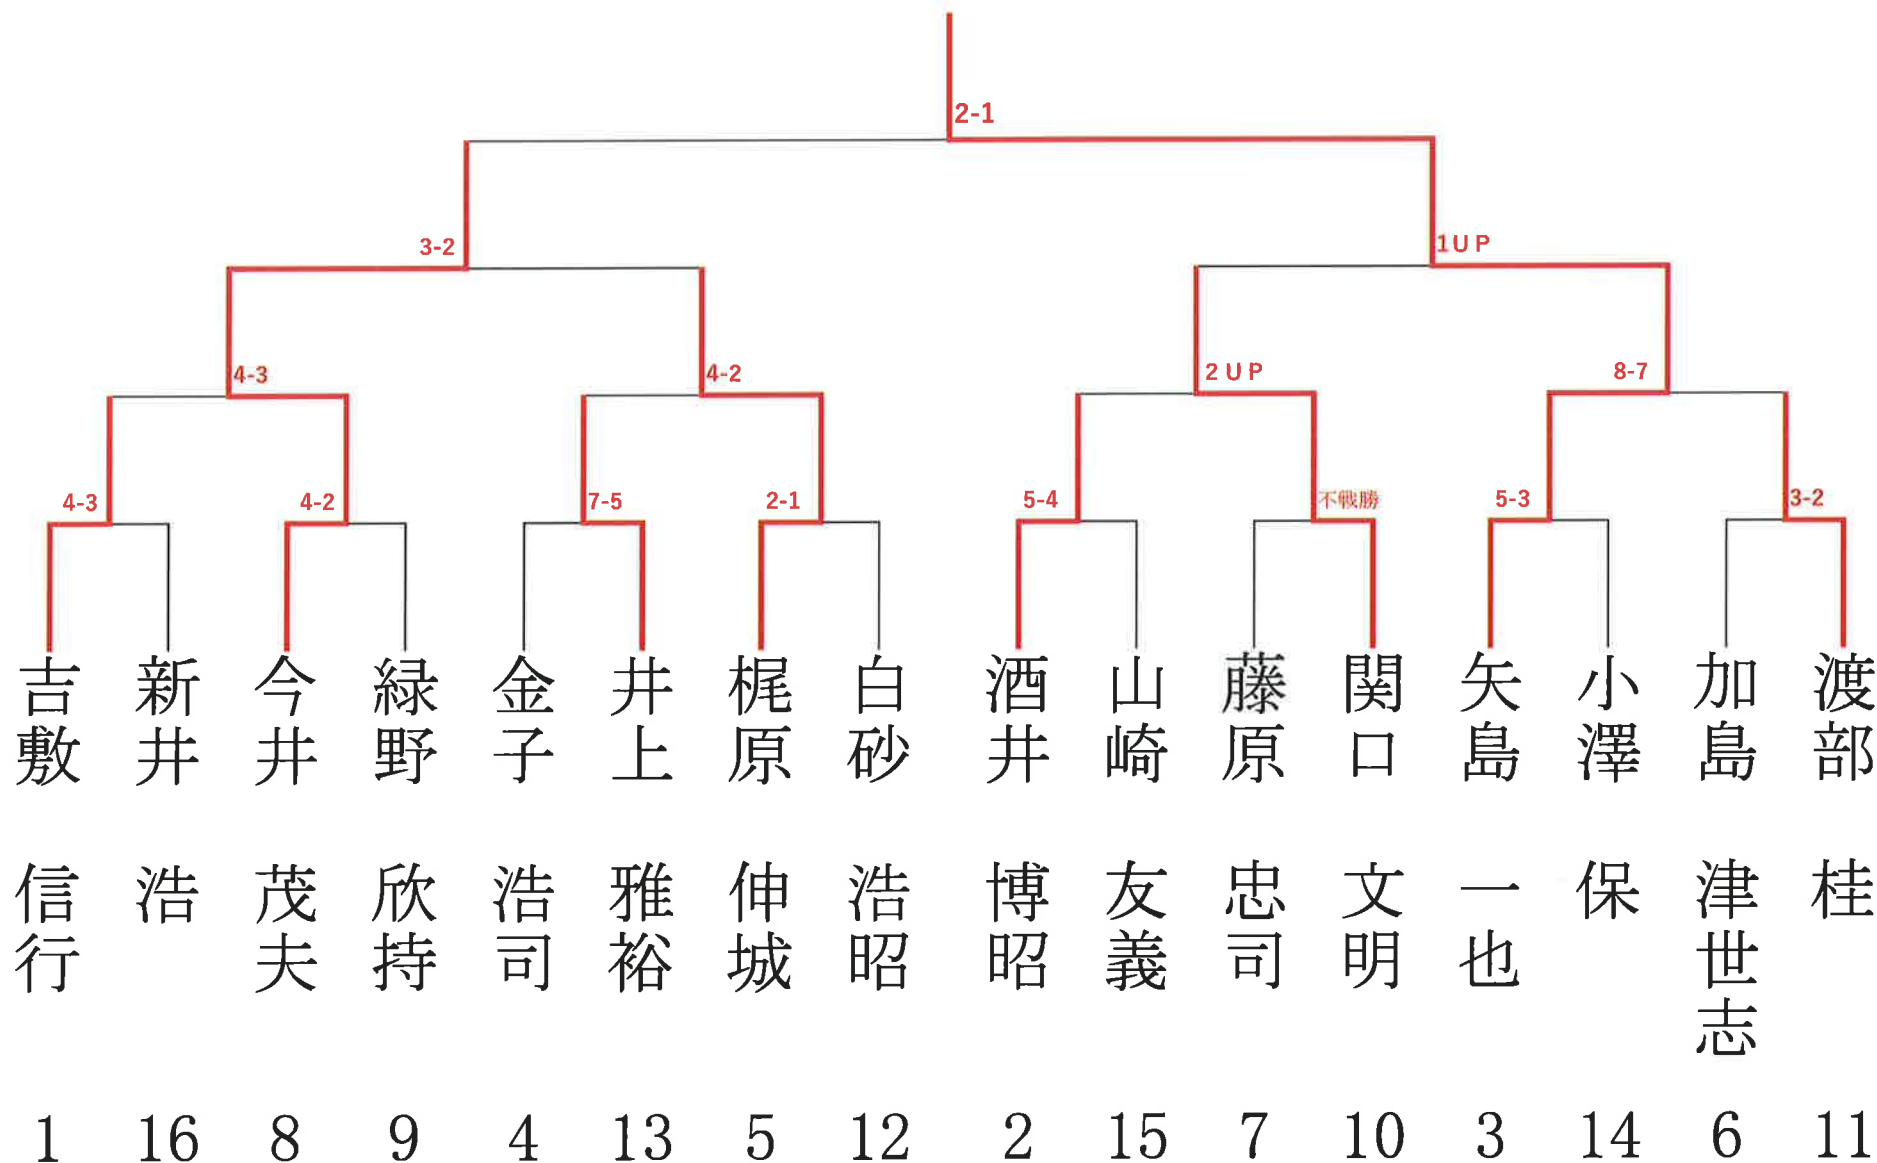 2-1
3-2
1UP
4-3
4-2
2UP
8-7
4-3
4-2
7-5
2-1
5-4
不戦勝
5-3
3-2
吉敷 信行
新井 浩
今井 茂夫
緑野 欣持
金子 浩司
井上 雅裕
梶原 伸城
白砂 浩昭
酒井 博昭
山崎 友義
藤原 忠司
関口 文明
矢島 一也
小澤 保
加島 津世志
渡部 桂
1 16 8 9 4 13 5 12 2 15 7 10 3 14 6 11